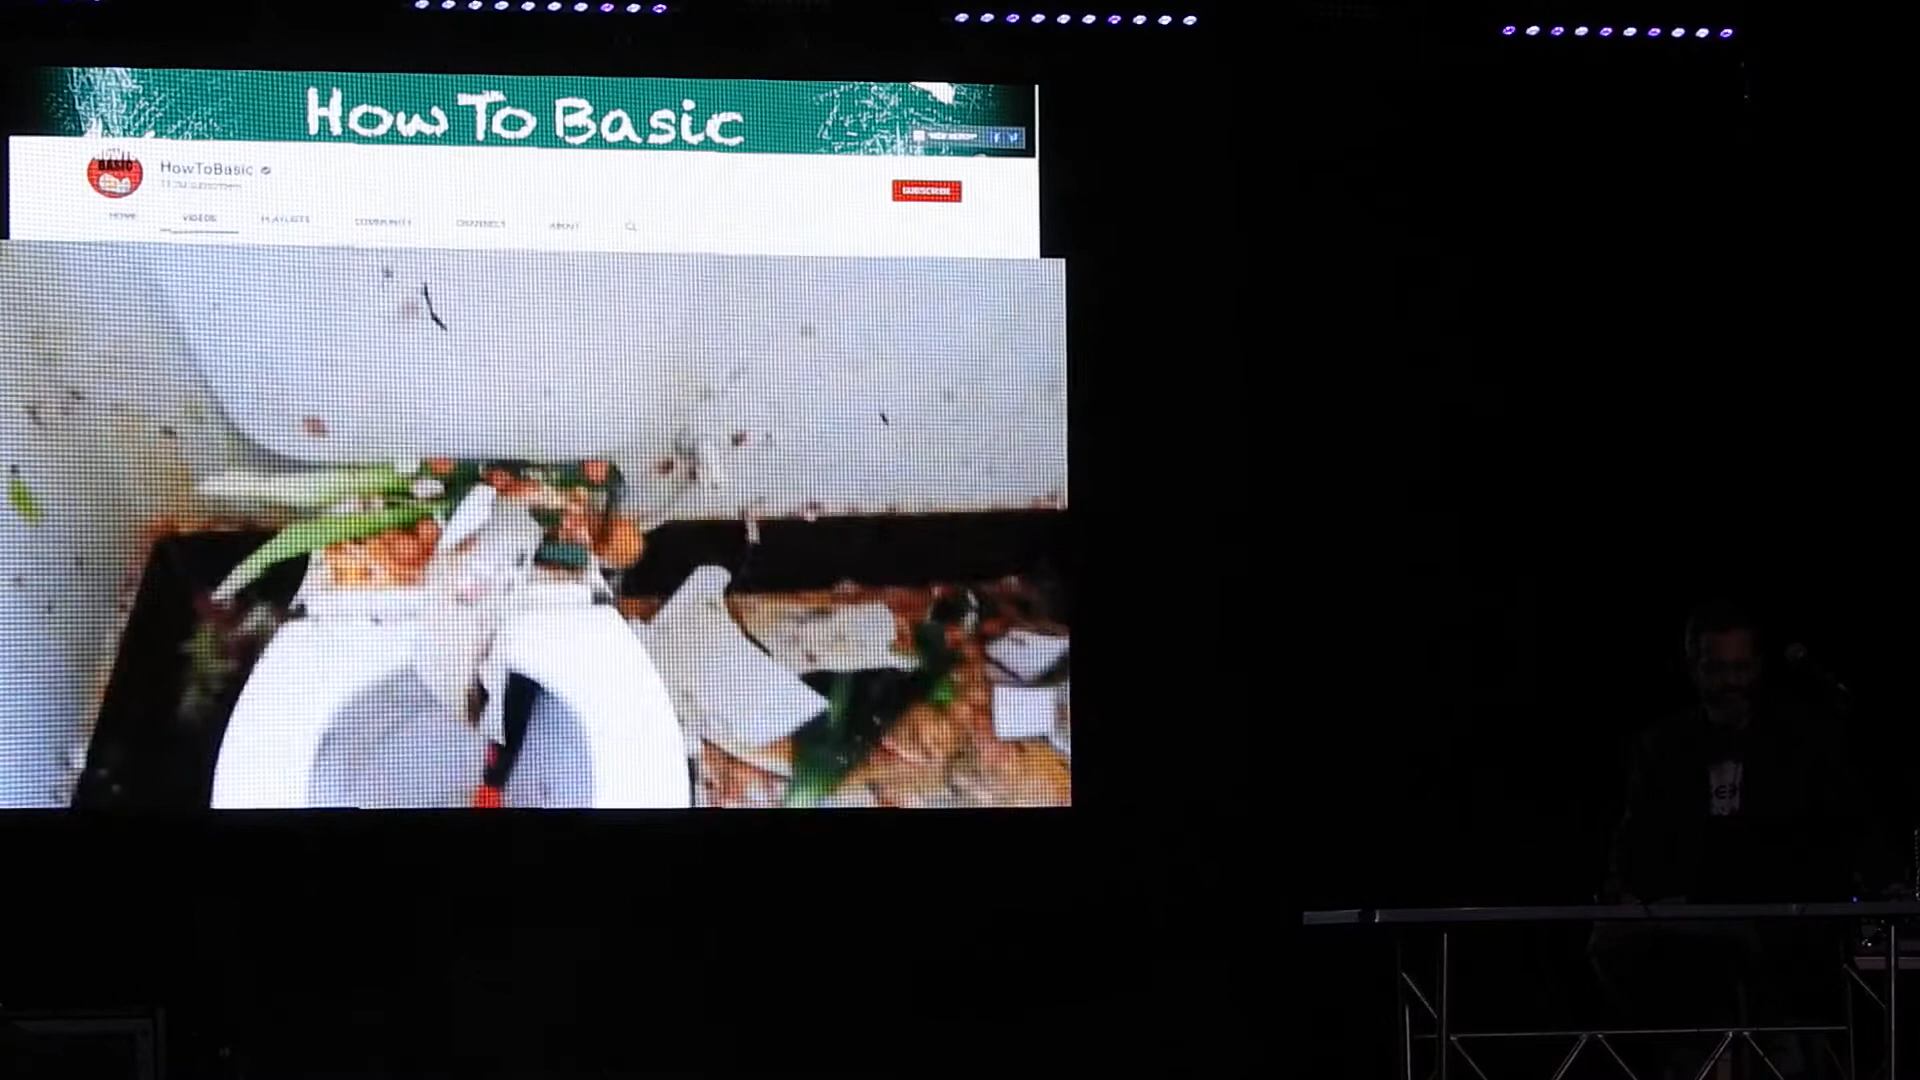 How To Basic
BASIC
HowToBasic
SUBSCRIBE
HOME VIDEOS PLAYLISTS COMMUNITY CHANNELS ABOUT